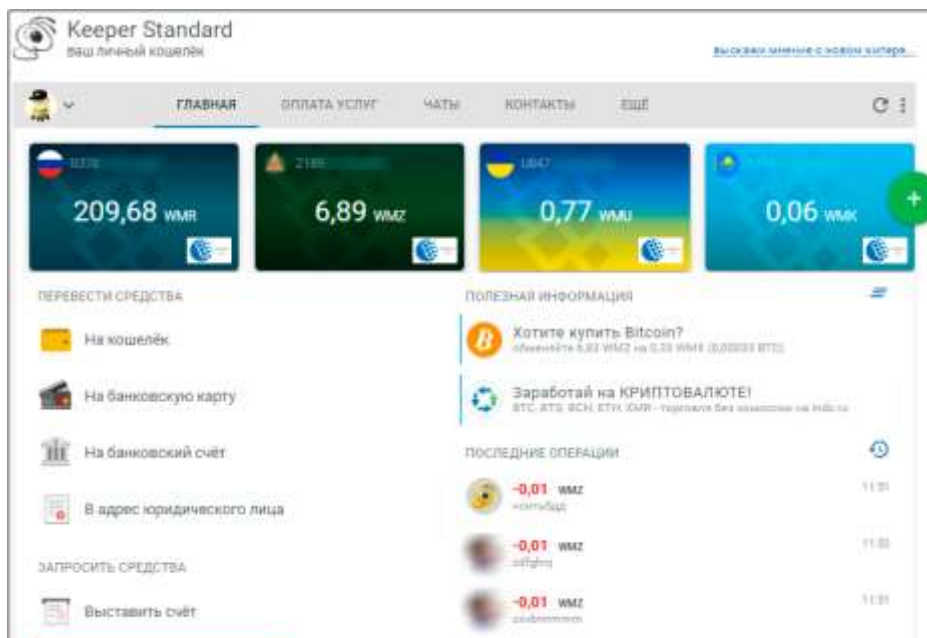 Keeper Standard
ваш личный кошелёк
ГЛАВНАЯ
ОПЛАТА УСЛУГ
ЧАТЫ
КОНТАКТЫ
ЕЩЁ
209,68 WMR
6,89 WMZ
0,77 WMU
0,06 WMK
+
ПЕРЕВЕСТИ СРЕДСТВА
На кошелёк
На банковскую карту
На банковский счёт
В адрес юридического лица
ЗАПРОСИТЬ СРЕДСТВА
Выставить счёт
ПОЛЕЗНАЯ ИНФОРМАЦИЯ
Хотите купить Bitcoin?
Заработай на КРИПТОВАЛЮТЕ!
ПОСЛЕДНИЕ ОПЕРАЦИИ
-0,01 WMZ
-0,01 WMZ
-0,01 WMZ